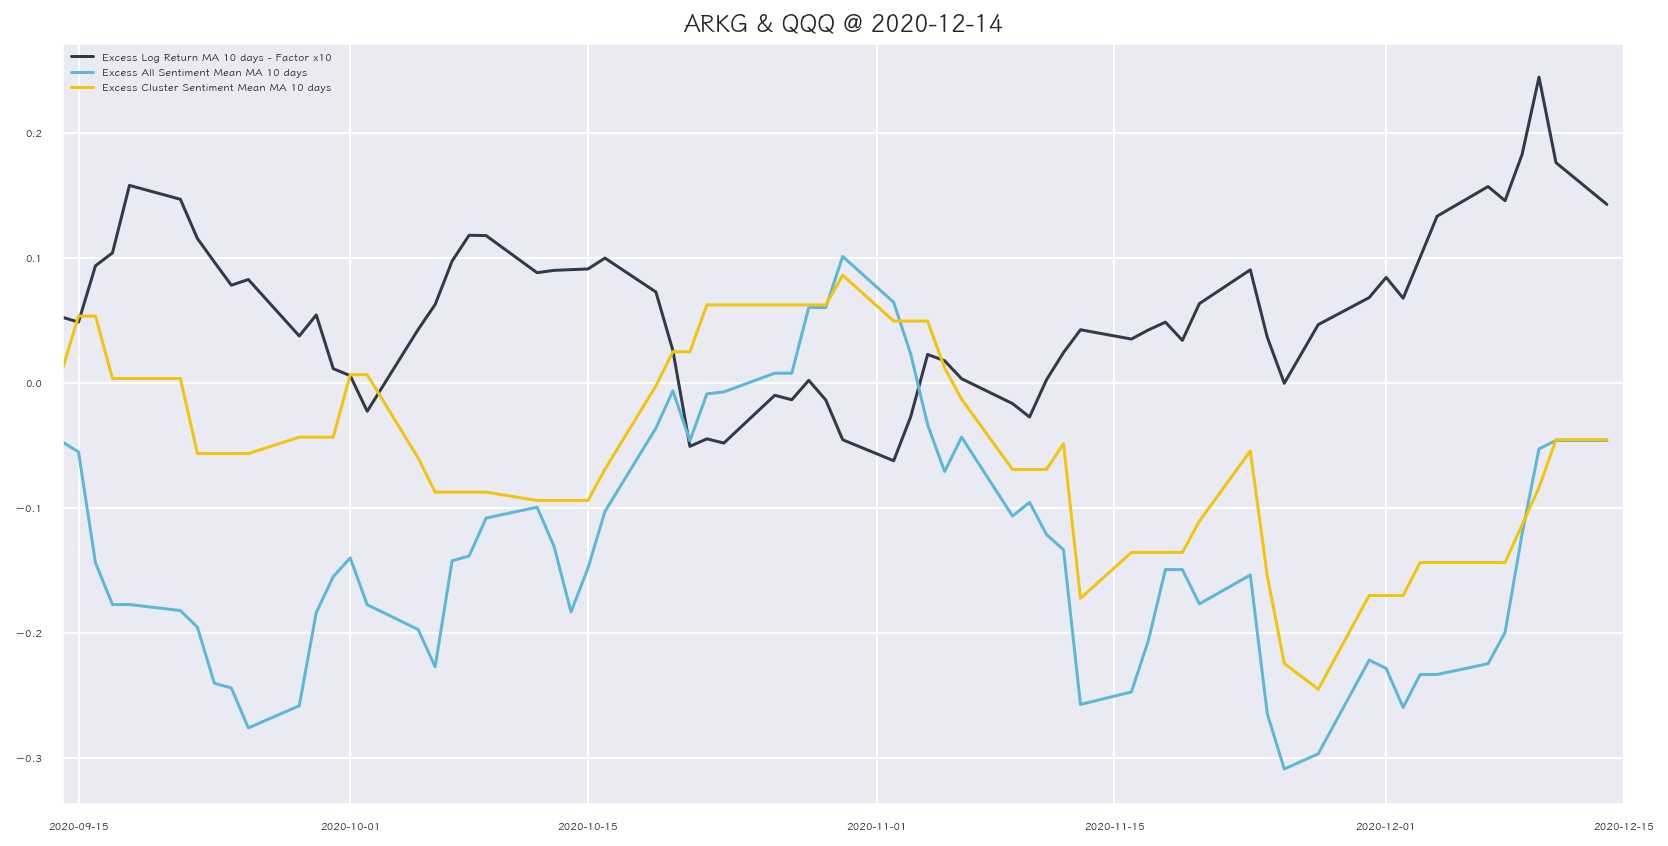 ARKG & QQQ @ 2020-12-14
Excess Log Return MA 10 days - Factor x10
Excess All Sentiment Mean MA 10 days
Excess Cluster Sentiment Mean MA 10 days
0.2
0.1
0.0
−0.1
−0.2
−0.3
2020-09-15 2020-10-01 2020-10-15 2020-11-01 2020-11-15 2020-12-01 2020-12-15